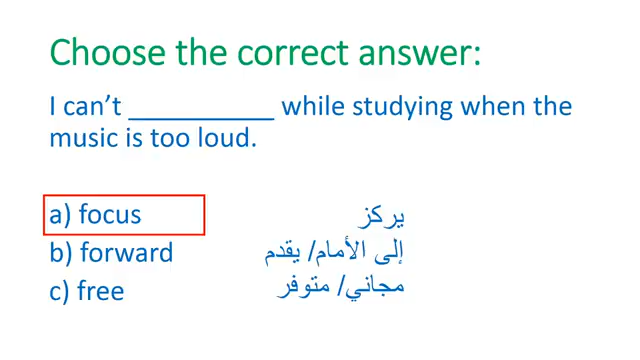 Choose the correct answer:
I can’t __________ while studying when the
music is too loud.
a) focus يركز
b) forward إلى الأمام/ يقدم
c) free مجاني/ متوفر